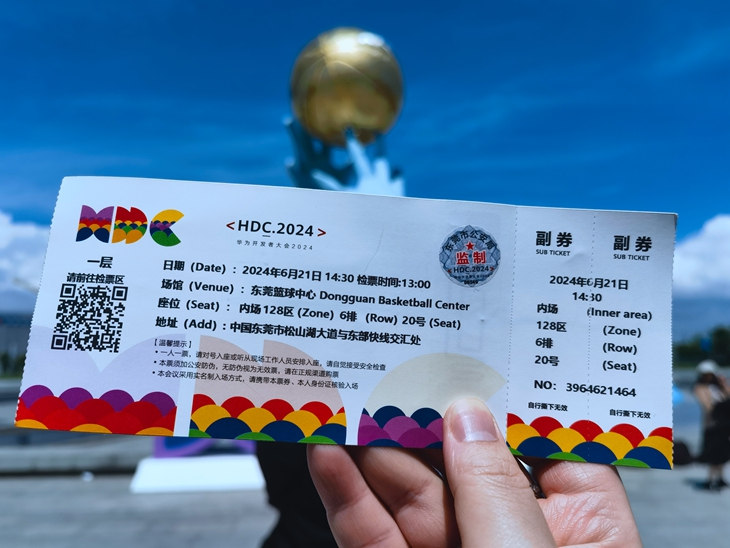 HDC
<HDC.2024>
华为开发者大会2024
东莞市公安局
监制
HDC.2024
一层
请前往检票区
日期（Date）：2024年6月21日 14:30 检票时间:13:00
场馆（Venue）：东莞篮球中心 Dongguan Basketball Center
座位（Seat）：内场 128区 (Zone) 6排 (Row) 20号 (Seat)
地址（Add）：中国东莞市松山湖大道与东部快线交汇处
【温馨提示】
• 一人一票，请对号入座或听从现场工作人员安排入座，请自觉接受安全检查
• 本票须加公安防伪，无防伪视为无效票，请在正规渠道购票
• 本会议采用实名制入场方式，请携带本票券、本人身份证核验入场
副券
SUB TICKET
副券
SUB TICKET
2024年6月21日
14:30
内场 (Inner area)
128区 (Zone)
6排 (Row)
20号 (Seat)
NO: 3964621464
自行撕下无效 自行撕下无效